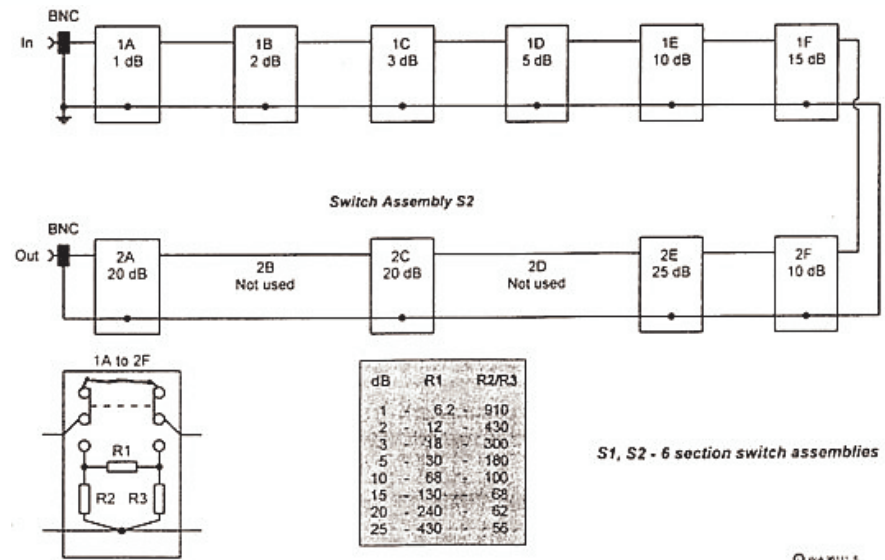 BNC
In
1A
1 dB
1B
2 dB
1C
3 dB
1D
5 dB
1E
10 dB
1F
15 dB
Switch Assembly S2
BNC
Out
2A
20 dB
2B
Not used
2C
20 dB
2D
Not used
2E
25 dB
2F
10 dB
1A to 2F
R1
R2 R3
dB R1 R2/R3
1 - 6.2 - 910
2 - 12 - 430
3 - 18 - 300
5 - 30 - 180
10 - 68 - 100
15 - 130 - 68
20 - 240 - 62
25 - 430 - 56
S1, S2 - 6 section switch assemblies